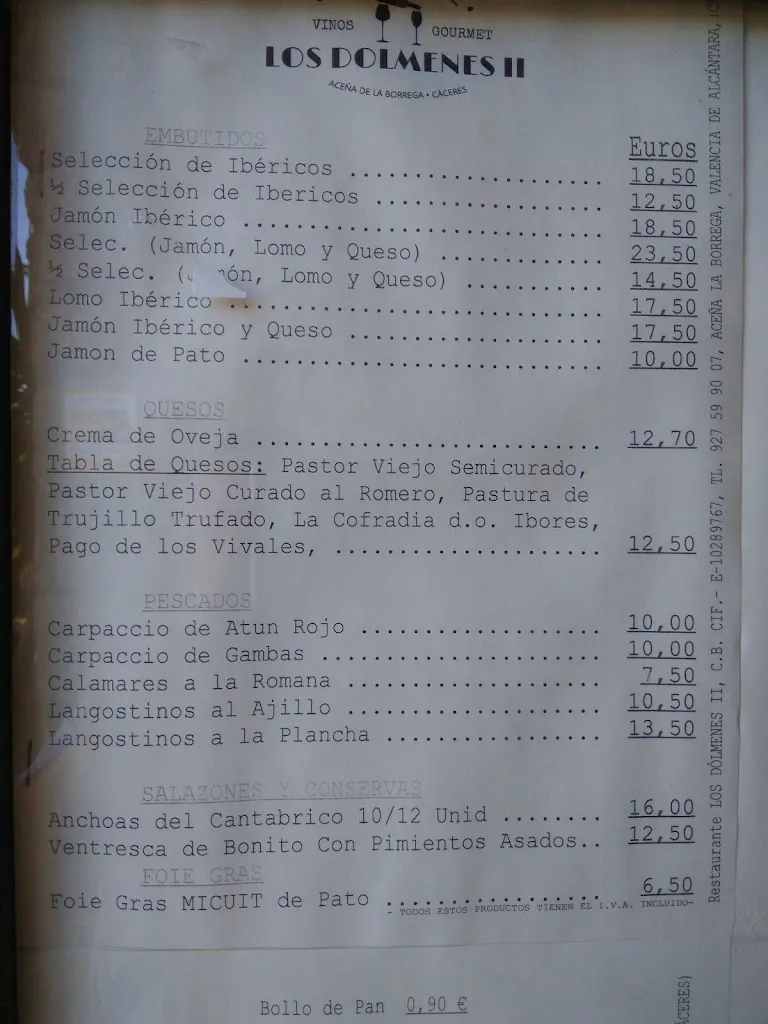 VINOS GOURMET
LOS DOLMENES II
ACEÑA DE LA BORREGA • CÁCERES
EMBUTIDOS
Euros
Selección de Ibéricos .................... 18,50
½ Selección de Ibericos .................. 12,50
Jamón Ibérico ............................ 18,50
Selec. (Jamón, Lomo y Queso) ............. 23,50
½ Selec. ( món, Lomo y Queso) ........... 14,50
Lomo Ibérico ............................. 17,50
Jamón Ibérico y Queso .................... 17,50
Jamon de Pato ............................ 10,00
QUESOS
Crema de Oveja ........................... 12,70
Tabla de Quesos: Pastor Viejo Semicurado,
Pastor Viejo Curado al Romero, Pastura de
Trujillo Trufado, La Cofradia d.o. Ibores,
Pago de los Vivales, ..................... 12,50
PESCADOS
Carpaccio de Atun Rojo ................... 10,00
Carpaccio de Gambas ...................... 10,00
Calamares a la Romana .................... 7,50
Langostinos al Ajillo .................... 10,50
Langostinos a la Plancha ................. 13,50
SALAZONES Y CONSERVAS
Anchoas del Cantabrico 10/12 Unid ........ 16,00
Ventresca de Bonito Con Pimientos Asados.. 12,50
FOIE GRAS
Foie Gras MICUIT de Pato ................. 6,50
- TODOS ESTOS PRODUCTOS TIENEN EL I.V.A. INCLUIDO-
Bollo de Pan 0,90 €
Restaurante LOS DÓLMENES II, C.B. CIF.- E-10289767, TL. 927 59 90 07, ACEÑA LA BORREGA, VALENCIA DE ALCÁNTARA,
ÁCERES)